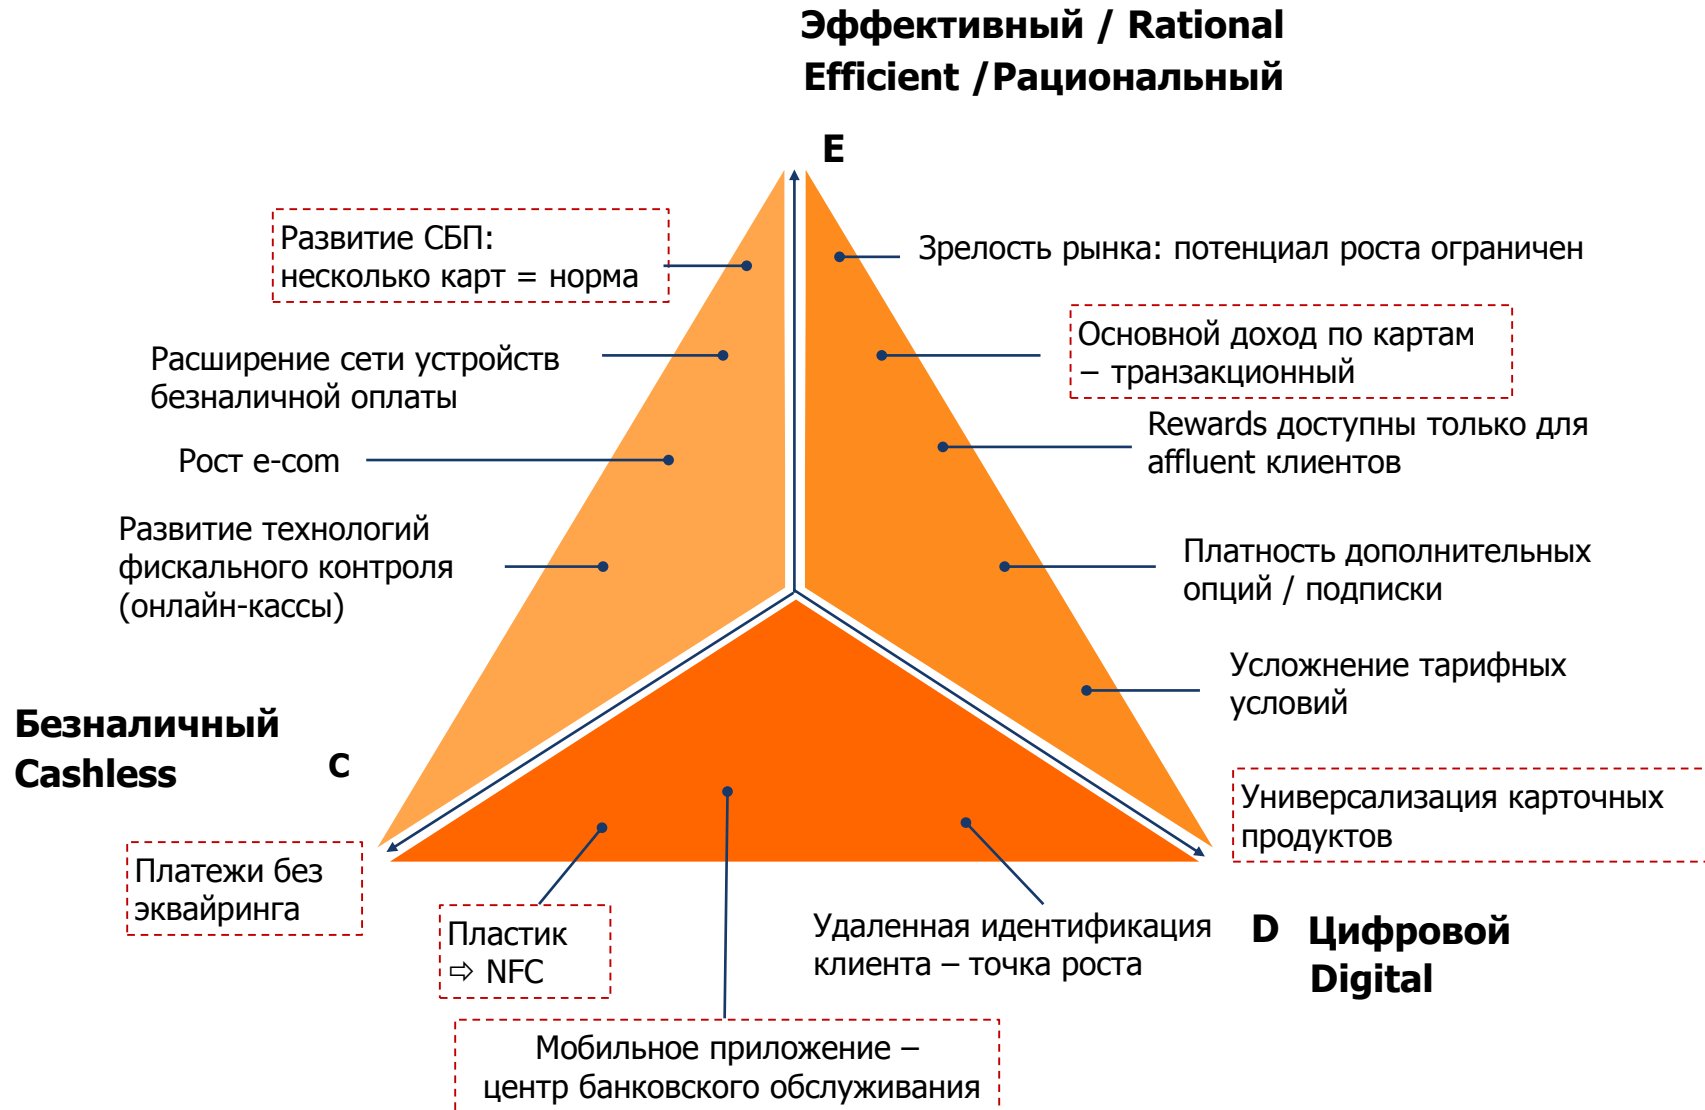 Эффективный / Rational
Efficient /Рациональный
E
Развитие СБП:
несколько карт = норма
Зрелость рынка: потенциал роста ограничен
Расширение сети устройств
безналичной оплаты
Основной доход по картам
– транзакционный
Рост e-com
Rewards доступны только для
affluent клиентов
Развитие технологий
фискального контроля
(онлайн-кассы)
Платность дополнительных
опций / подписки
Усложнение тарифных
условий
Безналичный
Cashless
C
Универсализация карточных
продуктов
Платежи без
эквайринга
Пластик
⇨ NFC
Удаленная идентификация
клиента – точка роста
D
Цифровой
Digital
Мобильное приложение –
центр банковского обслуживания